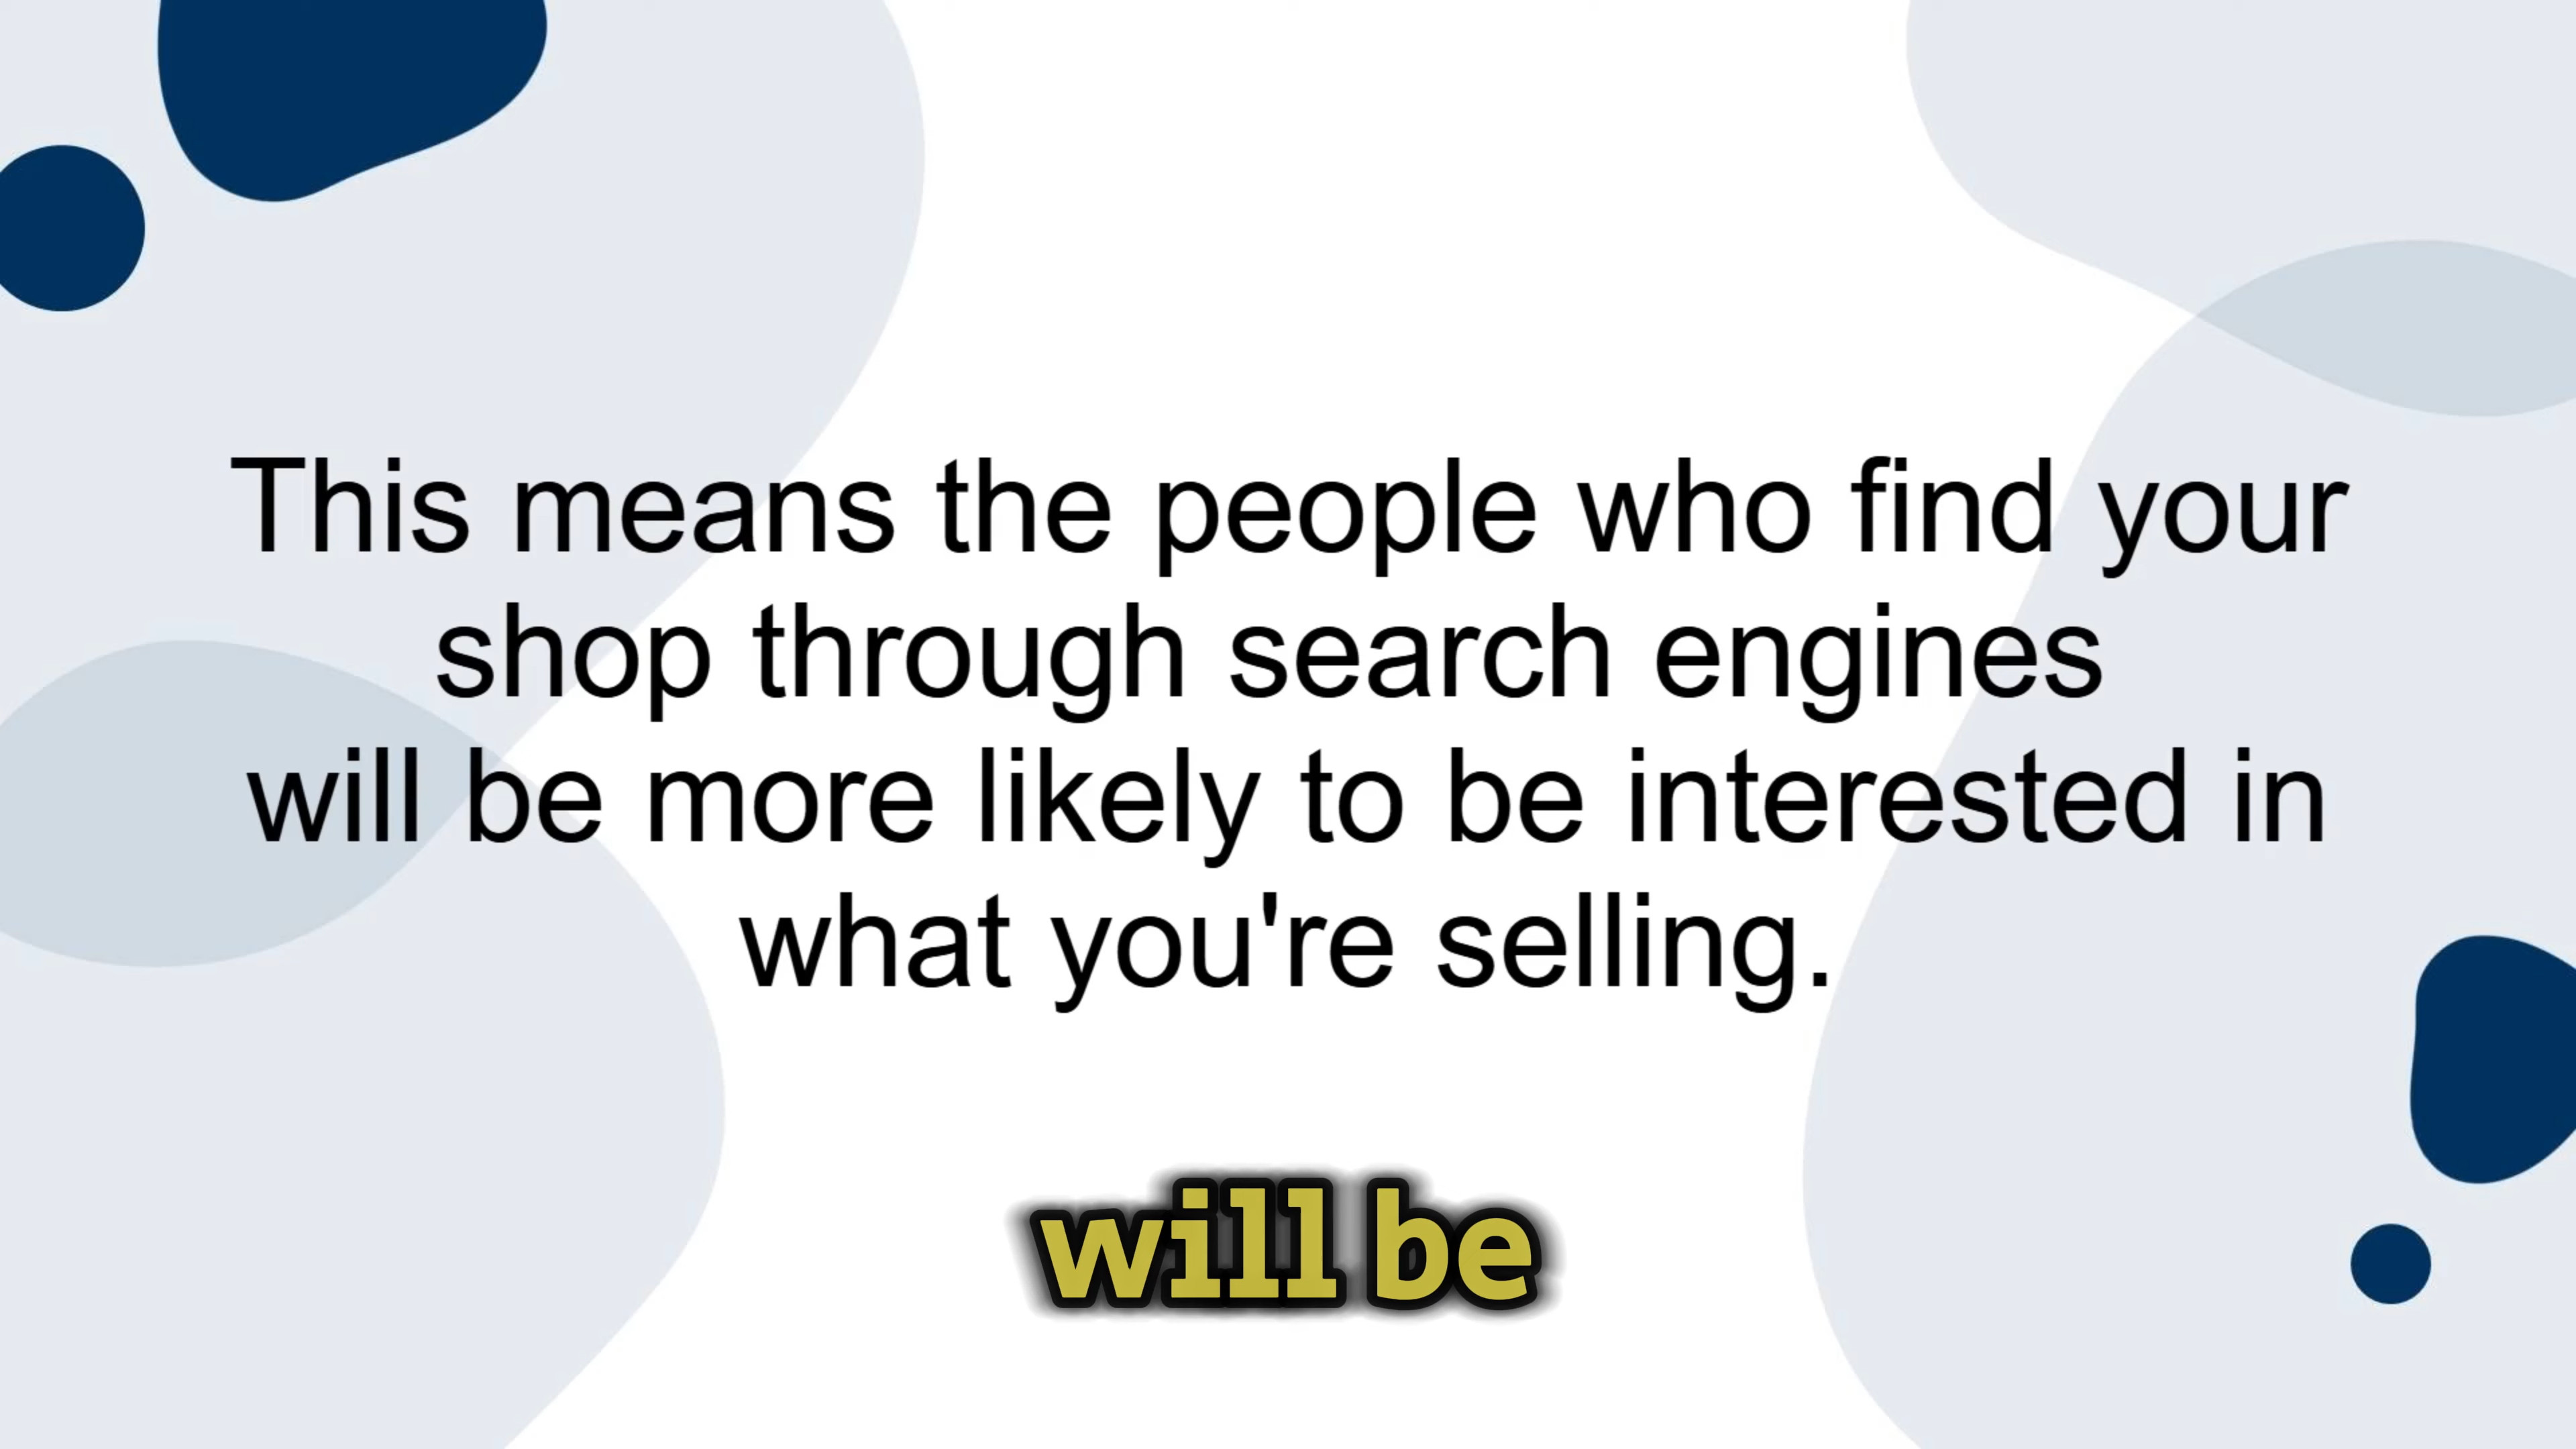 This means the people who find your
shop through search engines
will be more likely to be interested in
what you're selling.
will be